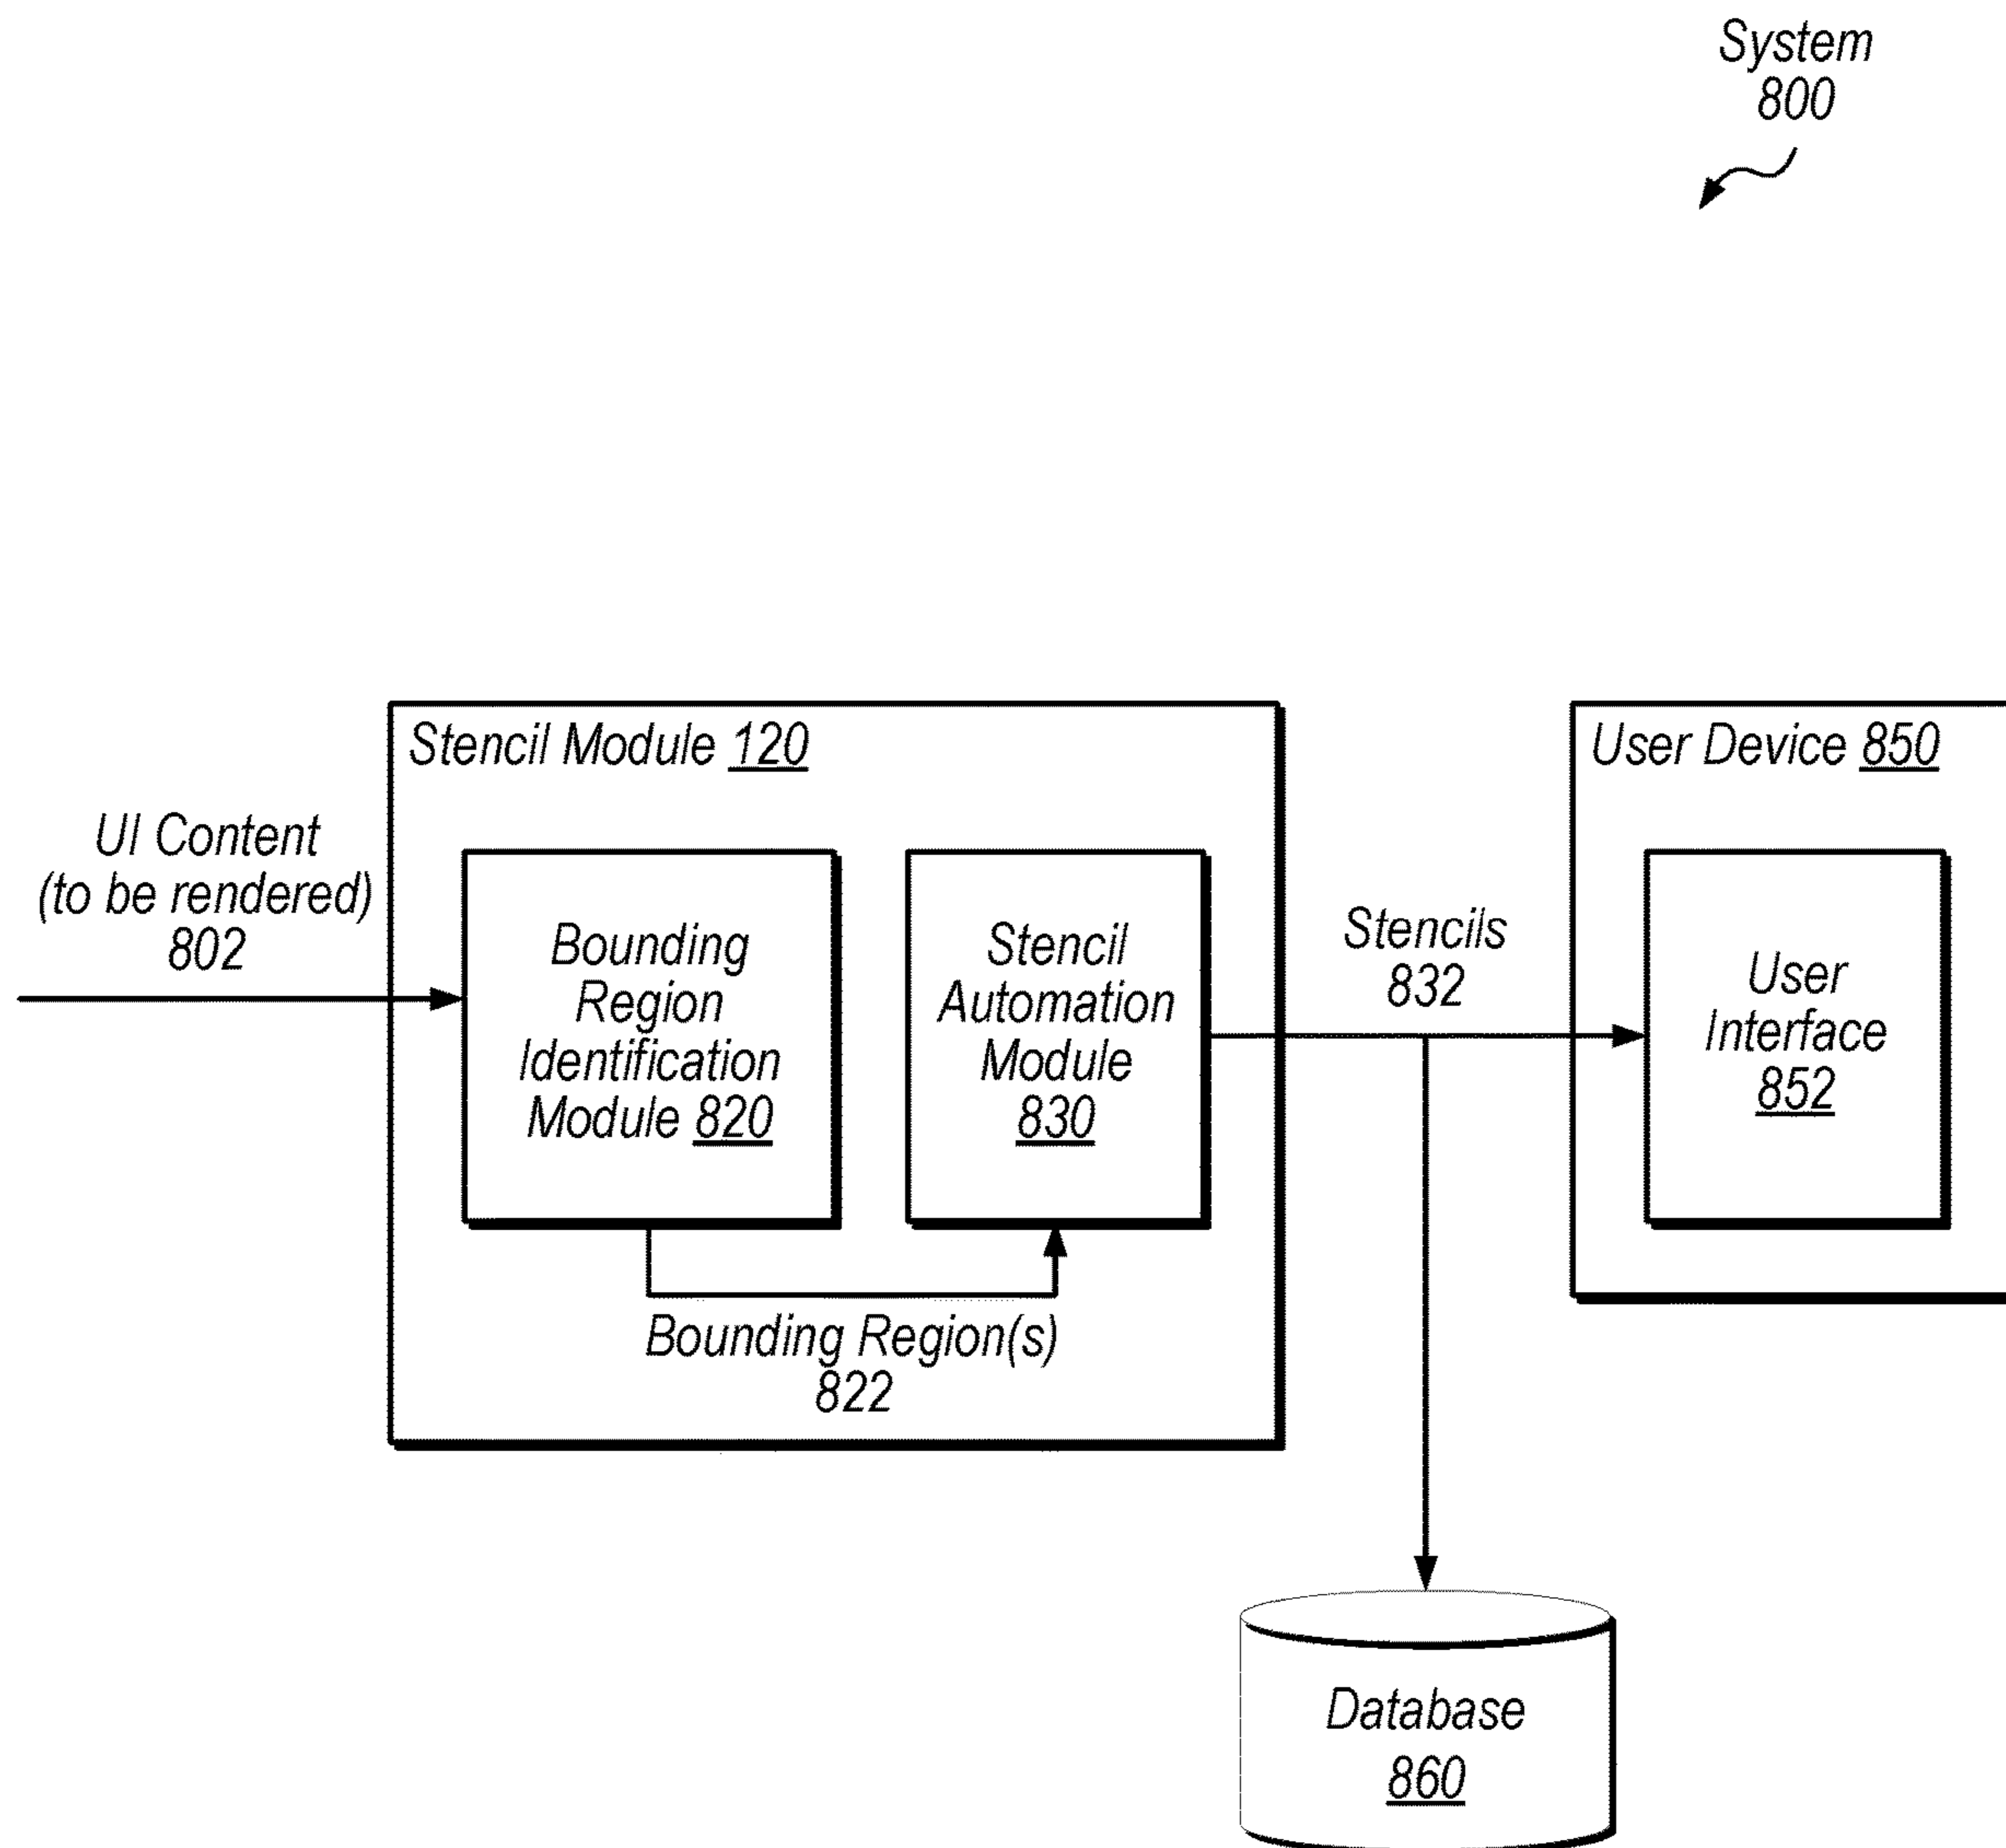 System
800
Stencil Module 120
User Device 850
UI Content
(to be rendered)
802
Bounding
Region
Identification
Module 820
Stencil
Automation
Module
830
Stencils
832
User
Interface
852
Bounding Region(s)
822
Database
860